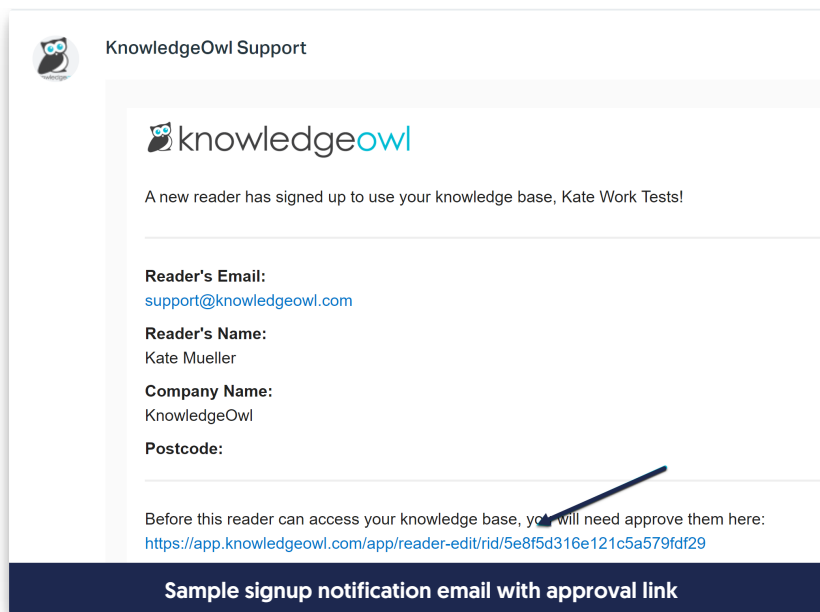 KnowledgeOwl Support
knowledgeowl
A new reader has signed up to use your knowledge base, Kate Work Tests!
Reader's Email:
support@knowledgeowl.com
Reader's Name:
Kate Mueller
Company Name:
KnowledgeOwl
Postcode:
Before this reader can access your knowledge base, you will need approve them here:
https://app.knowledgeowl.com/app/reader-edit/rid/5e8f5d316e121c5a579fdf29
Sample signup notification email with approval link